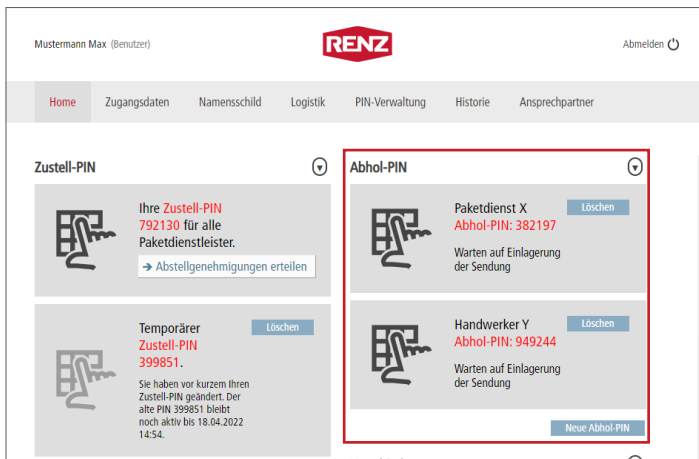 Mustermann Max (Benutzer)
RENZ
Abmelden
Home Zugangsdaten Namensschild Logistik PIN-Verwaltung Historie Ansprechpartner
Zustell-PIN
Ihre Zustell-PIN
792130 für alle
Paketdienstleister.
➔ Abstellgenehmigungen erteilen
Temporärer
Zustell-PIN
399851.
Löschen
Sie haben vor kurzem Ihren
Zustell-PIN geändert. Der
alte PIN 399851 bleibt
noch aktiv bis 18.04.2022
14:54.
Abhol-PIN
Paketdienst X
Abhol-PIN: 382197
Löschen
Warten auf Einlagerung
der Sendung
Handwerker Y
Abhol-PIN: 949244
Löschen
Warten auf Einlagerung
der Sendung
Neue Abhol-PIN